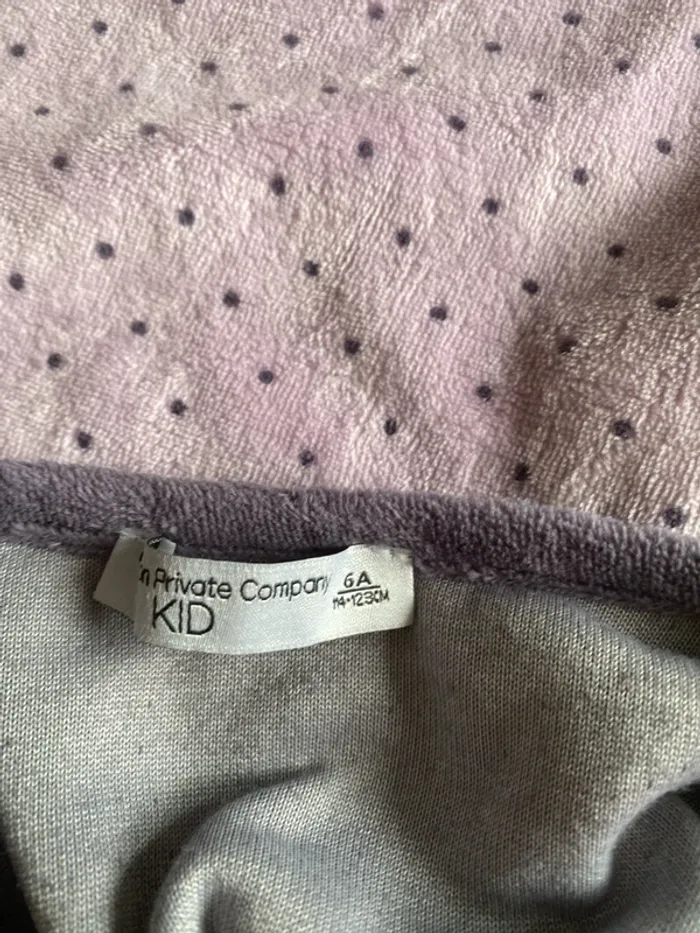 n Private Company
KID
6A
114-123CM